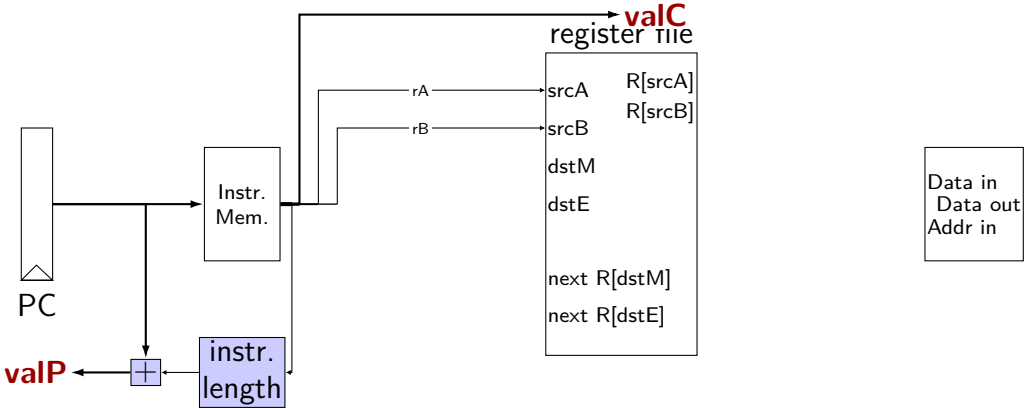 valC
register file
rA
srcA
R[srcA]
R[srcB]
rB
srcB
dstM
dstE
Instr.
Mem.
Data in
Data out
Addr in
next R[dstM]
next R[dstE]
PC
instr.
length
+
valP